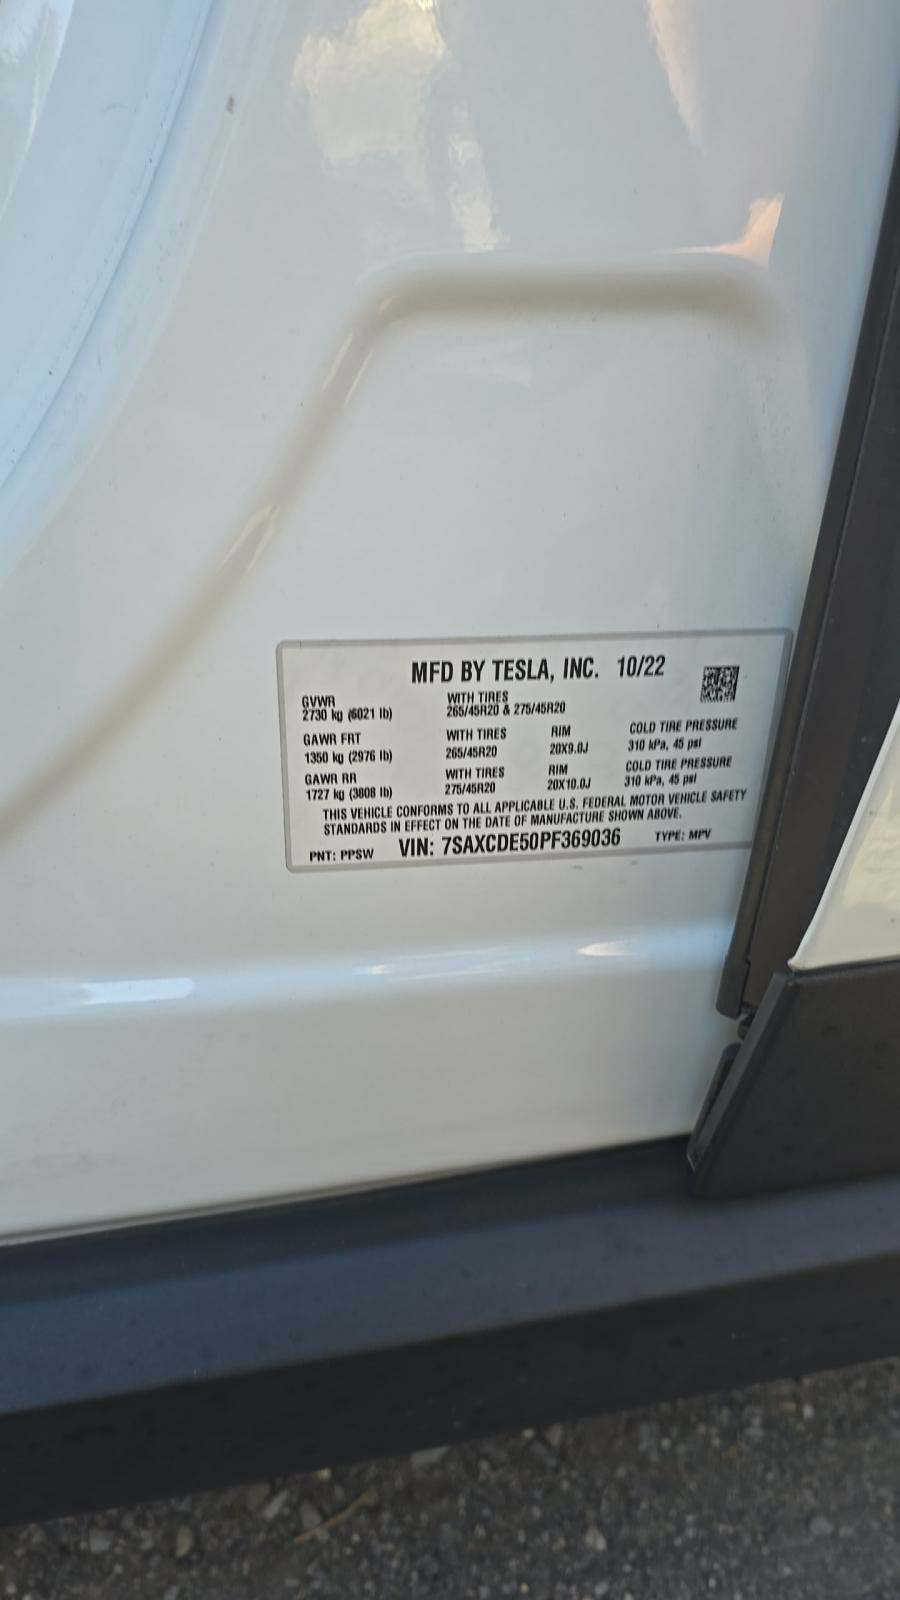 MFD BY TESLA, INC. 10/22
GVWR WITH TIRES
2730 kg (6021 lb) 265/45R20 & 275/45R20
GAWR FRT WITH TIRES RIM COLD TIRE PRESSURE
1350 kg (2976 lb) 265/45R20 20X9.0J 310 kPa, 45 psi
GAWR RR WITH TIRES RIM COLD TIRE PRESSURE
1727 kg (3808 lb) 275/45R20 20X10.0J 310 kPa, 45 psi
THIS VEHICLE CONFORMS TO ALL APPLICABLE U.S. FEDERAL MOTOR VEHICLE SAFETY
STANDARDS IN EFFECT ON THE DATE OF MANUFACTURE SHOWN ABOVE.
PNT: PPSW VIN: 7SAXCDE50PF369036 TYPE: MPV